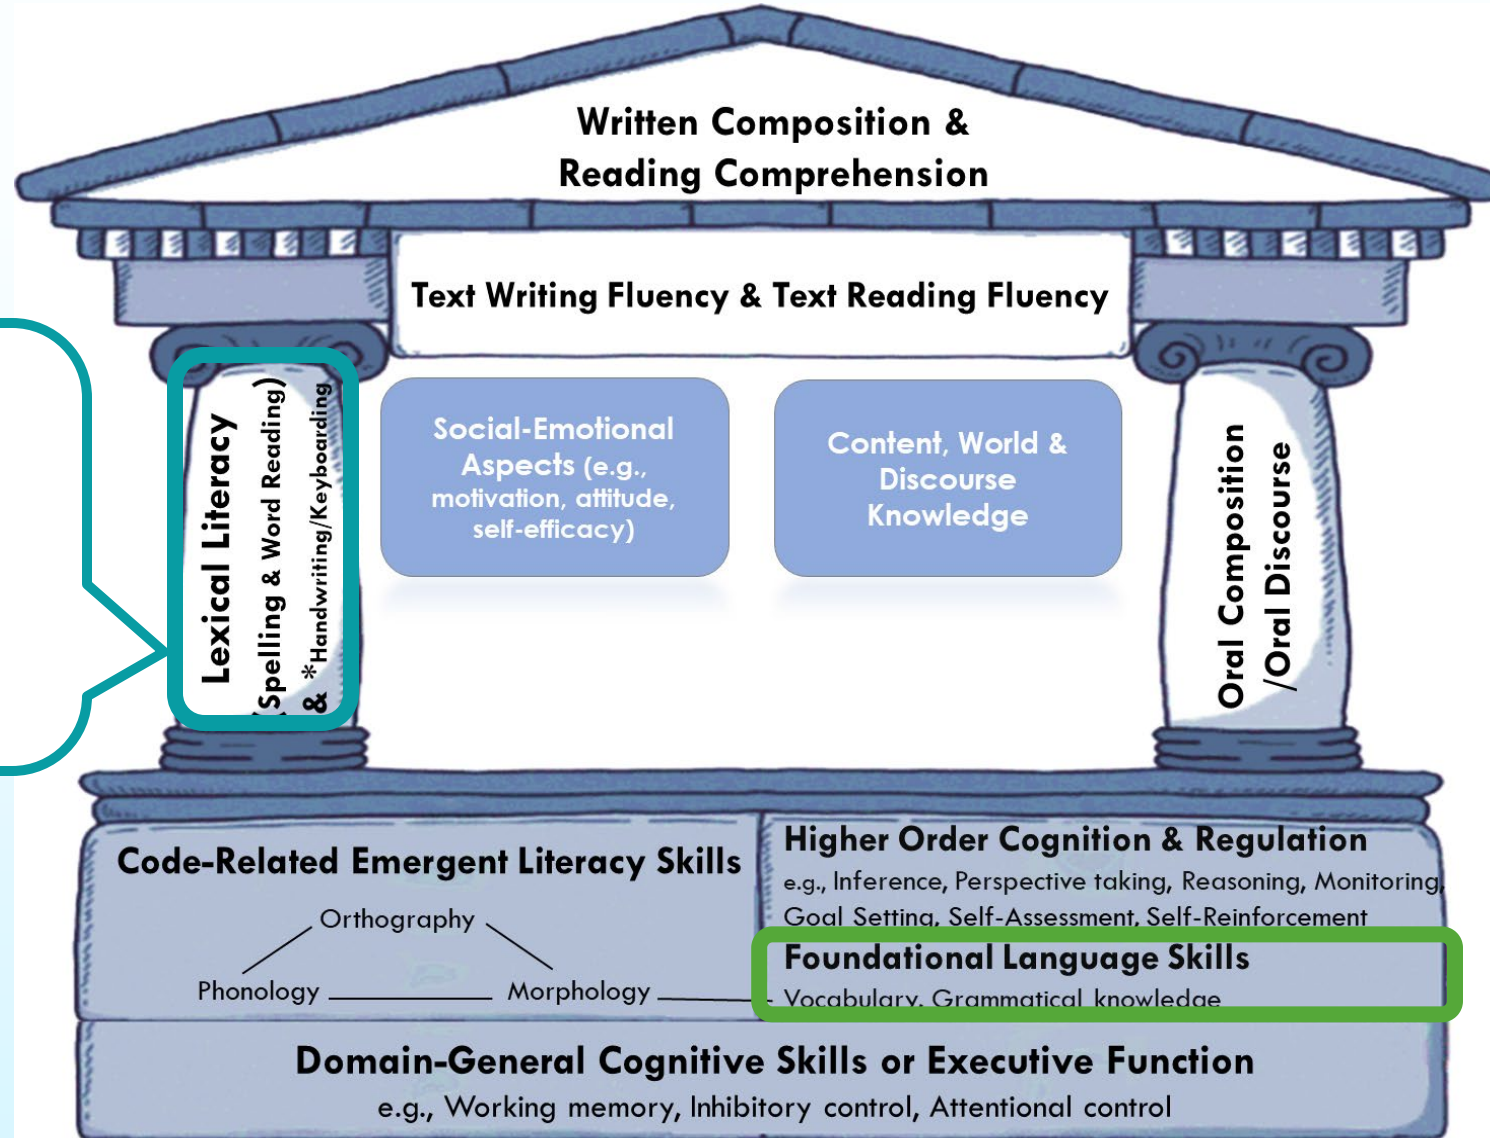 Written Composition &
Reading Comprehension
Text Writing Fluency & Text Reading Fluency
Lexical Literacy
(Spelling & Word Reading)
& *Handwriting/Keyboarding
Social-Emotional
Aspects (e.g.,
motivation, attitude,
self-efficacy)
Content, World &
Discourse
Knowledge
Oral Composition
/Oral Discourse
Code-Related Emergent Literacy Skills
Orthography
Phonology
Morphology
Higher Order Cognition & Regulation
e.g., Inference, Perspective taking, Reasoning, Monitoring,
Goal Setting, Self-Assessment, Self-Reinforcement
Foundational Language Skills
Vocabulary, Grammatical knowledge
Domain-General Cognitive Skills or Executive Function
e.g., Working memory, Inhibitory control, Attentional control